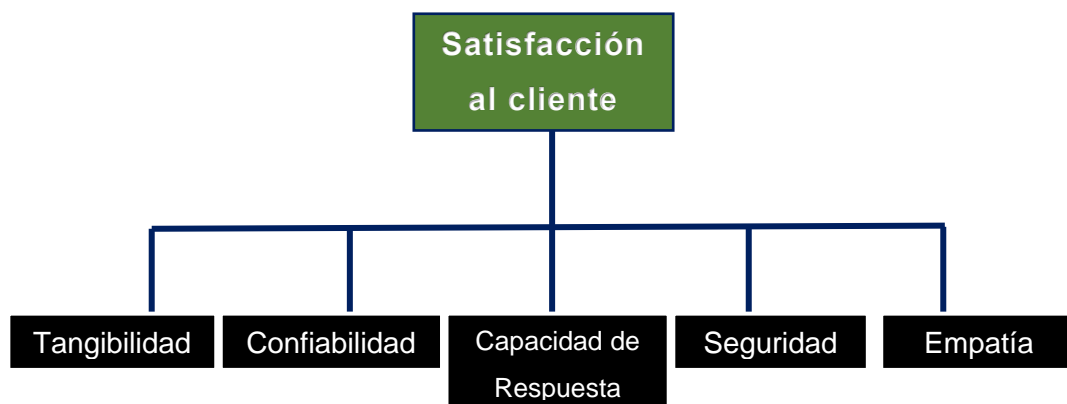 Satisfacción
al cliente
Tangibilidad
Confiabilidad
Capacidad de
Respuesta
Seguridad
Empatía